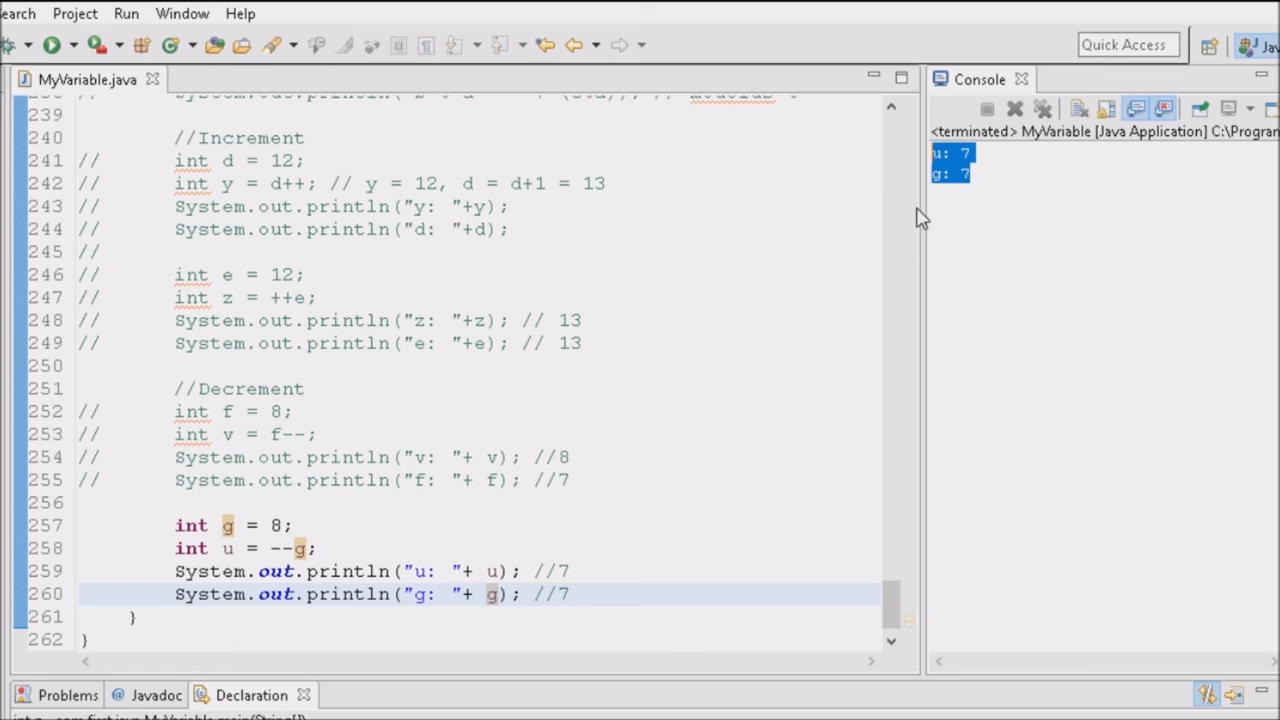 earch Project Run Window Help
Quick Access
Jav
MyVariable.java
Console
<terminated> MyVariable [Java Application] C:\Program
u: 7
g: 7
239
240 //Increment
241 // int d = 12;
242 // int y = d++; // y = 12, d = d+1 = 13
243 // System.out.println("y: "+y);
244 // System.out.println("d: "+d);
245 //
246 // int e = 12;
247 // int z = ++e;
248 // System.out.println("z: "+z); // 13
249 // System.out.println("e: "+e); // 13
250
251 //Decrement
252 // int f = 8;
253 // int v = f--;
254 // System.out.println("v: "+ v); //8
255 // System.out.println("f: "+ f); //7
256
257 int g = 8;
258 int u = --g;
259 System.out.println("u: "+ u); //7
260 System.out.println("g: "+ g); //7
261 }
262 }
Problems @ Javadoc Declaration